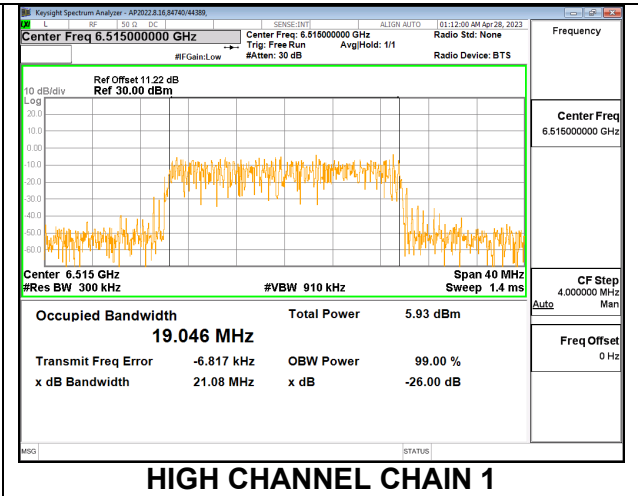 Keysight Spectrum Analyzer - AP2022.8.16,84740/44389,
L RF 50 Ω DC SENSE:INT ALIGN AUTO 01:12:00 AM Apr 28, 2023
Center Freq 6.515000000 GHz
Center Freq: 6.515000000 GHz Radio Std: None
Trig: Free Run Avg|Hold: 1/1
#IFGain:Low #Atten: 30 dB Radio Device: BTS
Frequency
Ref Offset 11.22 dB
10 dB/div Ref 30.00 dBm
Log
20.0
10.0
0.00
-10.0
-20.0
-30.0
-40.0
-50.0
-60.0
Center 6.515 GHz Span 40 MHz
#Res BW 300 kHz #VBW 910 kHz Sweep 1.4 ms
Occupied Bandwidth Total Power 5.93 dBm
19.046 MHz
Transmit Freq Error -6.817 kHz OBW Power 99.00 %
x dB Bandwidth 21.08 MHz x dB -26.00 dB
Center Freq
6.515000000 GHz
CF Step
4.000000 MHz
Auto Man
Freq Offset
0 Hz
MSG STATUS
HIGH CHANNEL CHAIN 1